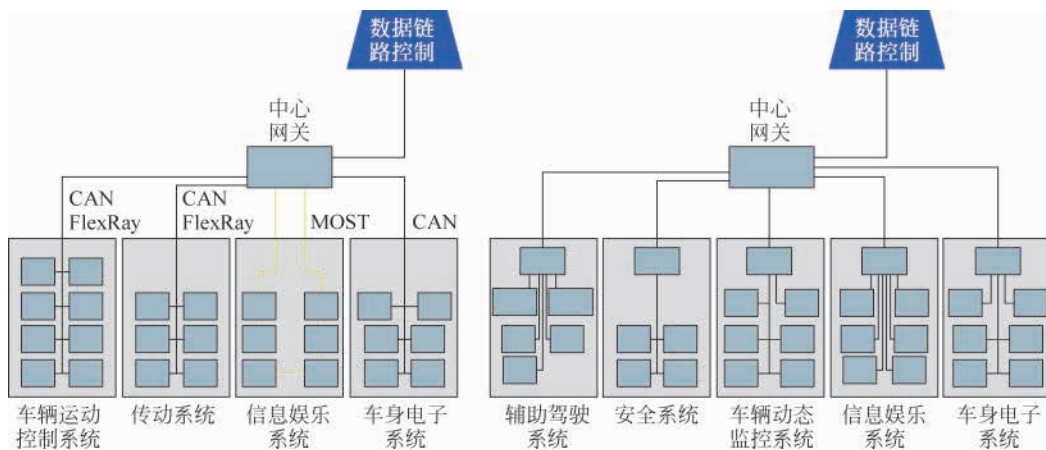 数据链
路控制
中心
网关
CAN
FlexRay
CAN
FlexRay
MOST
CAN
车辆运动
控制系统
传动系统
信息娱乐
系统
车身电子
系统
数据链
路控制
中心
网关
辅助驾驶
系统
安全系统
车辆动态
监控系统
信息娱乐
系统
车身电子
系统